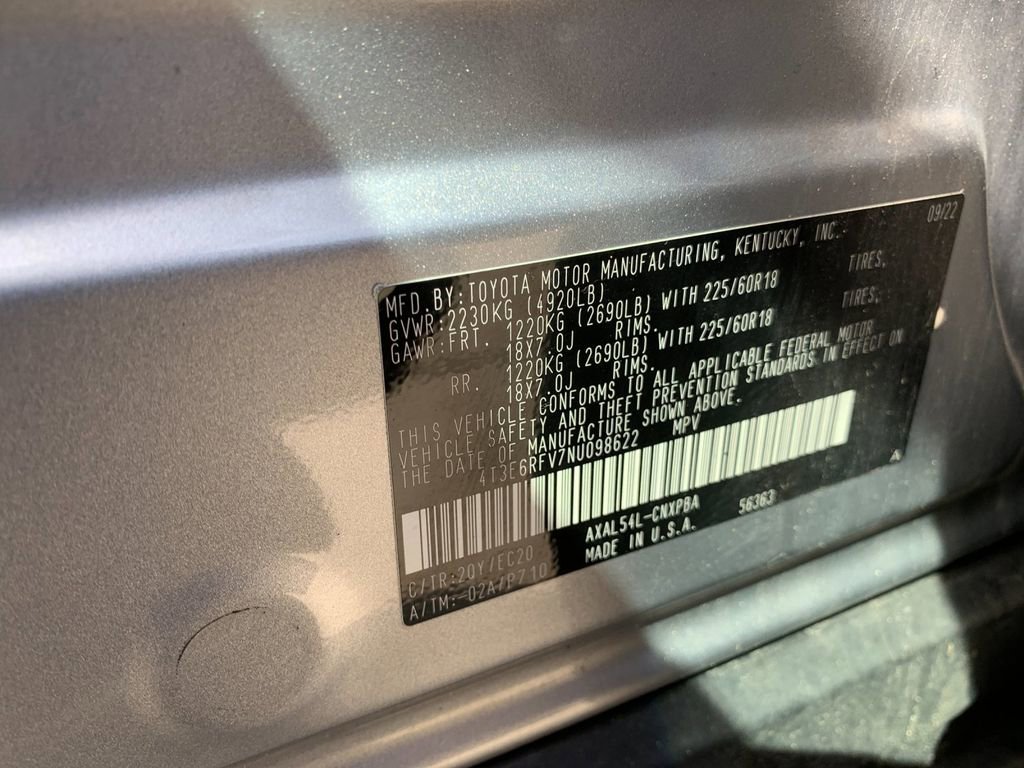 09/22
MFD. BY: TOYOTA MOTOR MANUFACTURING, KENTUCKY, INC.
GVWR: 2230KG (4920LB)
GAWR: FRT. 1220KG (2690LB) WITH 225/60R18 TIRES,
18X7.0J RIMS.
RR. 1220KG (2690LB) WITH 225/60R18 TIRES,
18X7.0J RIMS.
THIS VEHICLE CONFORMS TO ALL APPLICABLE FEDERAL MOTOR
VEHICLE SAFETY AND THEFT PREVENTION STANDARDS IN EFFECT ON
THE DATE OF MANUFACTURE SHOWN ABOVE.
4T3E6RFV7NU098622 MPV
A
AXAL54L-CNXPBA 56363
C/TR: 2QY/EC20 MADE IN U.S.A.
A/TM: -02A/P710